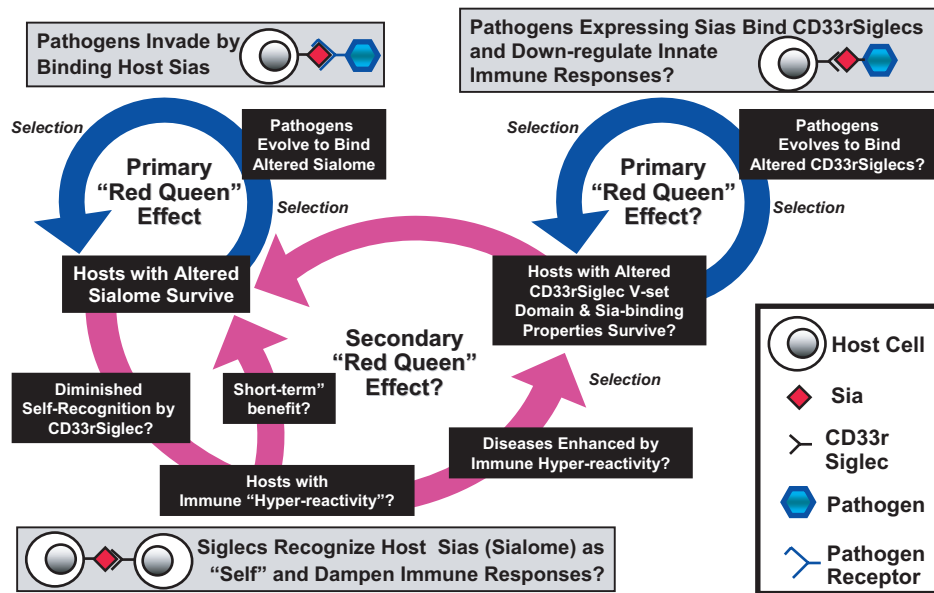 Pathogens Invade by
Binding Host Sias
Pathogens Expressing Sias Bind CD33rSiglecs
and Down-regulate Innate
Immune Responses?
Selection
Pathogens
Evolve to Bind
Altered Sialome
Primary
“Red Queen”
Effect
Selection
Selection
Pathogens
Evolves to Bind
Altered CD33rSiglecs?
Primary
“Red Queen”
Effect?
Selection
Hosts with Altered
Sialome Survive
Hosts with Altered
CD33rSiglec V-set
Domain & Sia-binding
Properties Survive?
Secondary
“Red Queen”
Effect?
Selection
Diminished
Self-Recognition by
CD33rSiglec?
Short-term”
benefit?
Diseases Enhanced by
Immune Hyper-reactivity?
Hosts with
Immune “Hyper-reactivity”?
Siglecs Recognize Host Sias (Sialome) as
“Self” and Dampen Immune Responses?
Host Cell
Sia
CD33r
Siglec
Pathogen
Pathogen
Receptor